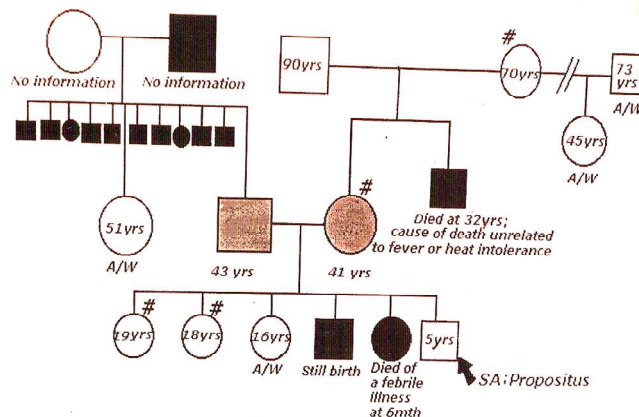 #
90yrs
70yrs
73
yrs
No information
No information
A/W
45yrs
A/W
#
51yrs
A/W
Died at 32yrs;
cause of death unrelated
to fever or heat intolerance
43 yrs
41 yrs
#
#
19yrs
18yrs
16yrs
5yrs
A/W
Still birth
Died of
a febrile
illness
at 6mth
SA;Propositus